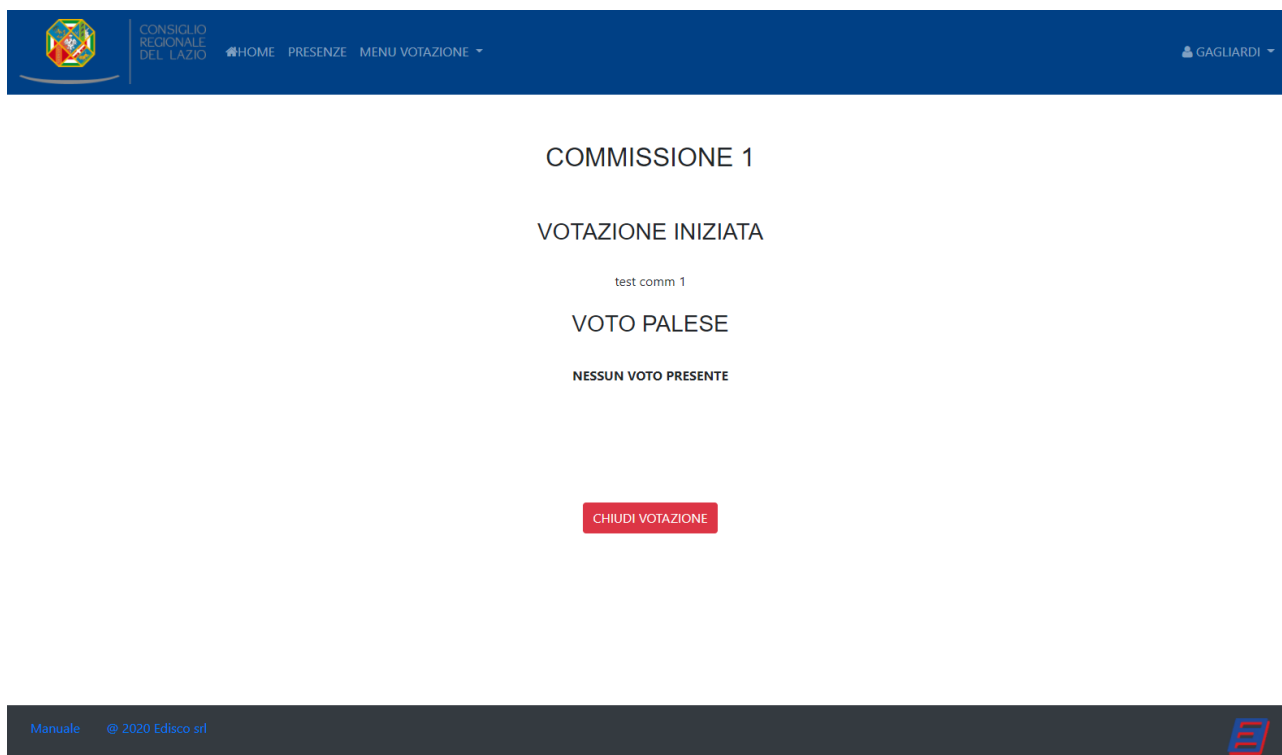 CONSIGLIO
REGIONALE
DEL LAZIO
HOME PRESENZE MENU VOTAZIONE
GAGLIARDI
COMMISSIONE 1
VOTAZIONE INIZIATA
test comm 1
VOTO PALESE
NESSUN VOTO PRESENTE
CHIUDI VOTAZIONE
Manuale @ 2020 Edisco srl